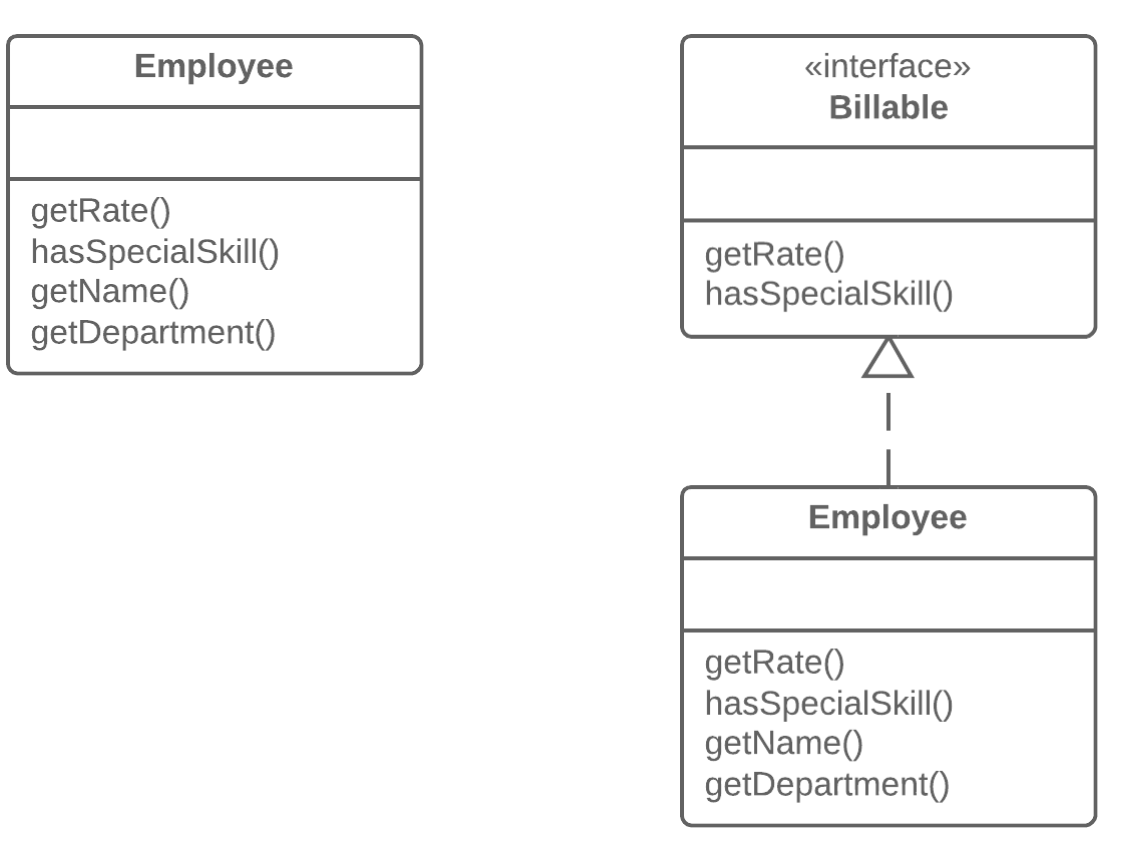 Employee
getRate()
hasSpecialSkill()
getName()
getDepartment()
«interface»
Billable
getRate()
hasSpecialSkill()
Employee
getRate()
hasSpecialSkill()
getName()
getDepartment()